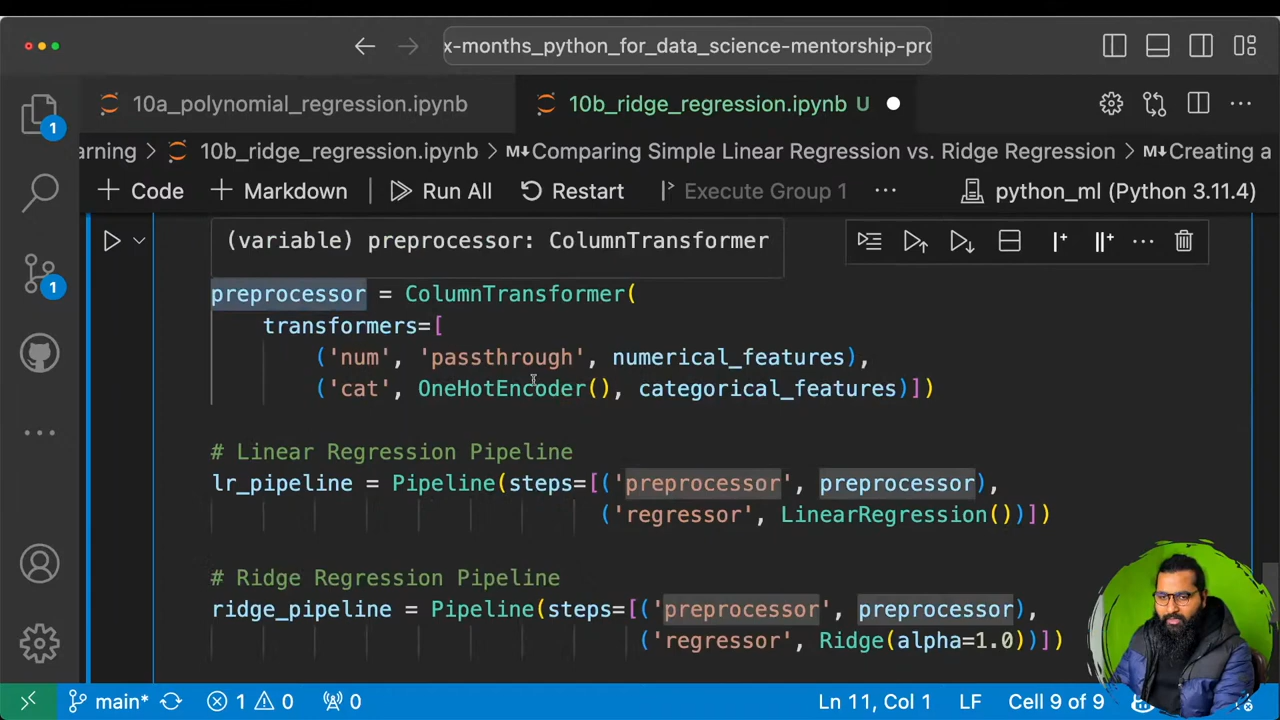 x-months_python_for_data_science-mentorship-pro
10a_polynomial_regression.ipynb
10b_ridge_regression.ipynb U
arning > 10b_ridge_regression.ipynb > M↓Comparing Simple Linear Regression vs. Ridge Regression > M↓Creating a
+ Code + Markdown Run All Restart Execute Group 1 ... python_ml (Python 3.11.4)
(variable) preprocessor: ColumnTransformer
preprocessor = ColumnTransformer(
transformers=[
('num', 'passthrough', numerical_features),
('cat', OneHotEncoder(), categorical_features)])
# Linear Regression Pipeline
lr_pipeline = Pipeline(steps=[('preprocessor', preprocessor),
('regressor', LinearRegression())])
# Ridge Regression Pipeline
ridge_pipeline = Pipeline(steps=[('preprocessor', preprocessor),
('regressor', Ridge(alpha=1.0))])
1
1
main* 1 0 0 Ln 11, Col 1 LF Cell 9 of 9